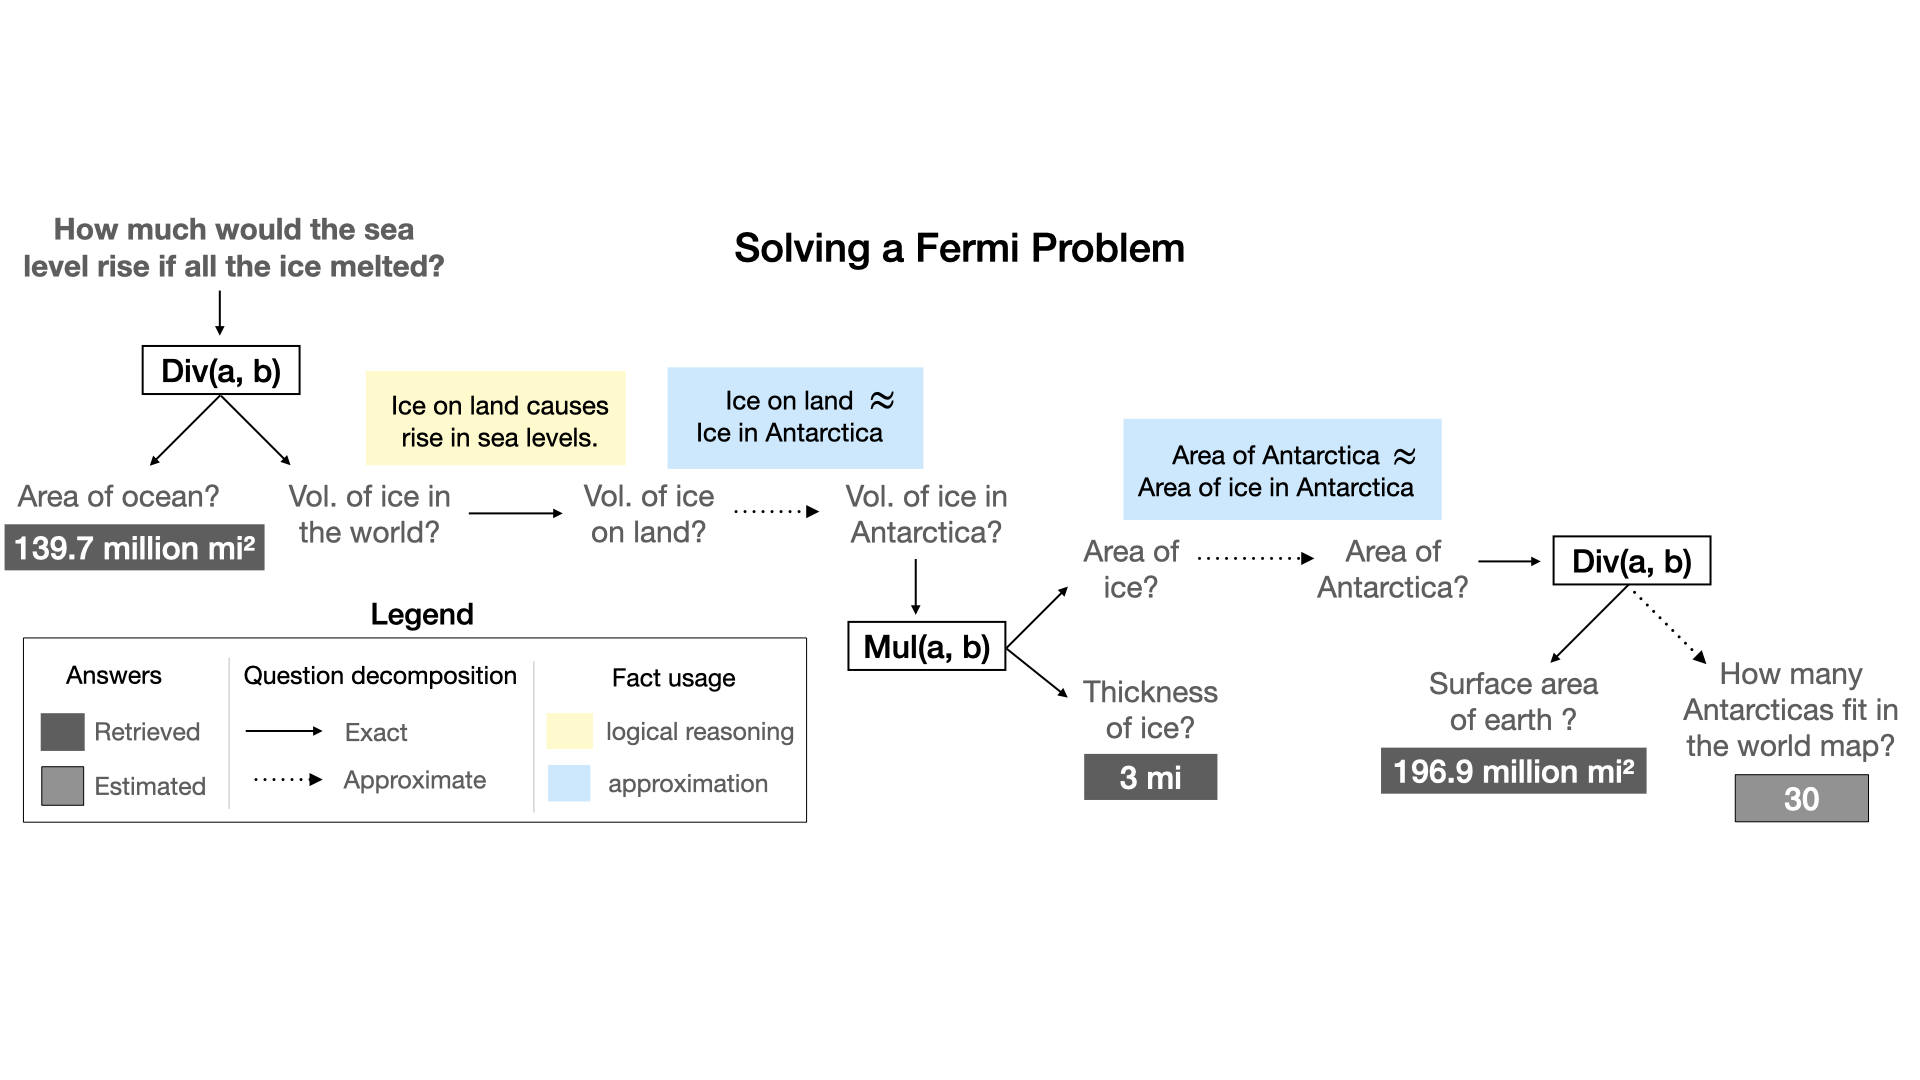 How much would the sea
level rise if all the ice melted?
Solving a Fermi Problem
Div(a, b)
Ice on land causes
rise in sea levels.
Ice on land ≈
Ice in Antarctica
Area of Antarctica ≈
Area of ice in Antarctica
Area of ocean?
139.7 million mi²
Vol. of ice in
the world?
Vol. of ice
on land?
Vol. of ice in
Antarctica?
Area of
ice?
Area of
Antarctica?
Div(a, b)
Mul(a, b)
Thickness
of ice?
3 mi
Surface area
of earth ?
196.9 million mi²
How many
Antarcticas fit in
the world map?
30
Legend
Answers
Retrieved
Estimated
Question decomposition
Exact
Approximate
Fact usage
logical reasoning
approximation